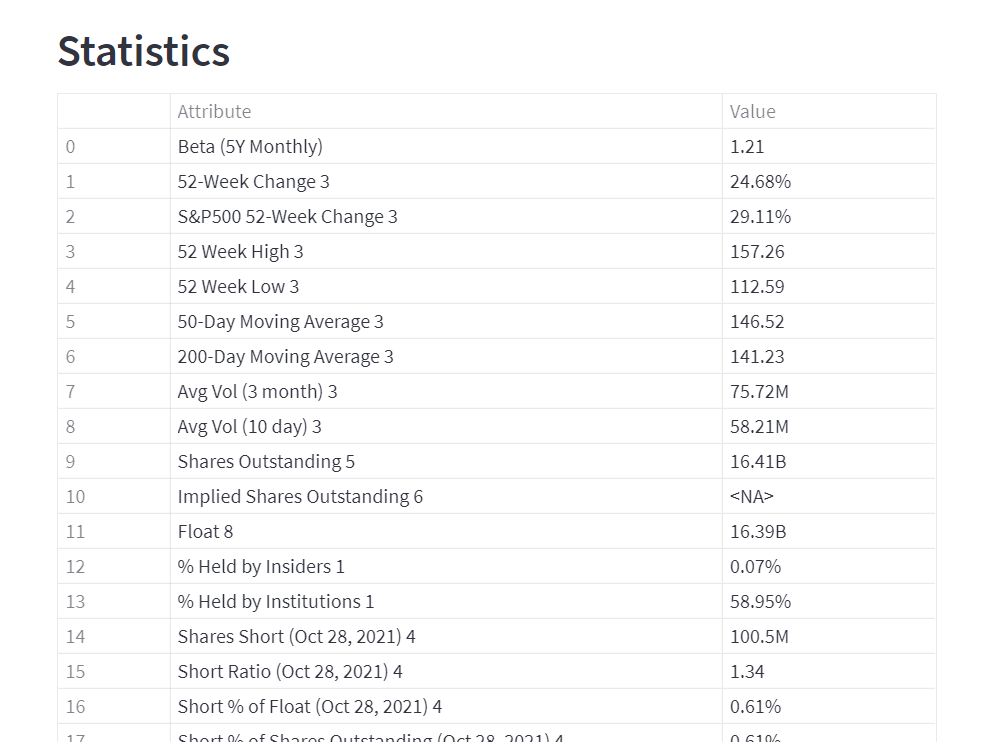 Statistics
Attribute Value
0 Beta (5Y Monthly) 1.21
1 52-Week Change 3 24.68%
2 S&P500 52-Week Change 3 29.11%
3 52 Week High 3 157.26
4 52 Week Low 3 112.59
5 50-Day Moving Average 3 146.52
6 200-Day Moving Average 3 141.23
7 Avg Vol (3 month) 3 75.72M
8 Avg Vol (10 day) 3 58.21M
9 Shares Outstanding 5 16.41B
10 Implied Shares Outstanding 6 <NA>
11 Float 8 16.39B
12 % Held by Insiders 1 0.07%
13 % Held by Institutions 1 58.95%
14 Shares Short (Oct 28, 2021) 4 100.5M
15 Short Ratio (Oct 28, 2021) 4 1.34
16 Short % of Float (Oct 28, 2021) 4 0.61%
17 Short % of Shares Outstanding (Oct 28, 2021) 4 0.61%